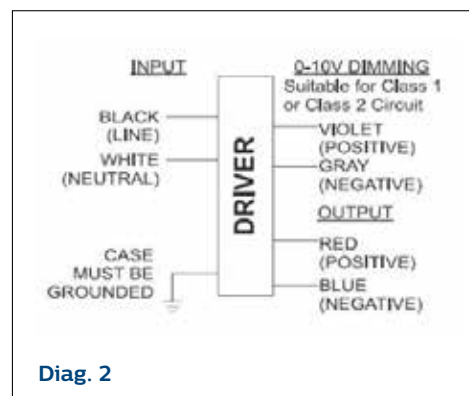 INPUT
BLACK
(LINE)
WHITE
(NEUTRAL)
CASE
MUST BE
GROUNDED
DRIVER
0-10V DIMMING
Suitable for Class 1
or Class 2 Circuit
VIOLET
(POSITIVE)
GRAY
(NEGATIVE)
OUTPUT
RED
(POSITIVE)
BLUE
(NEGATIVE)
Diag. 2